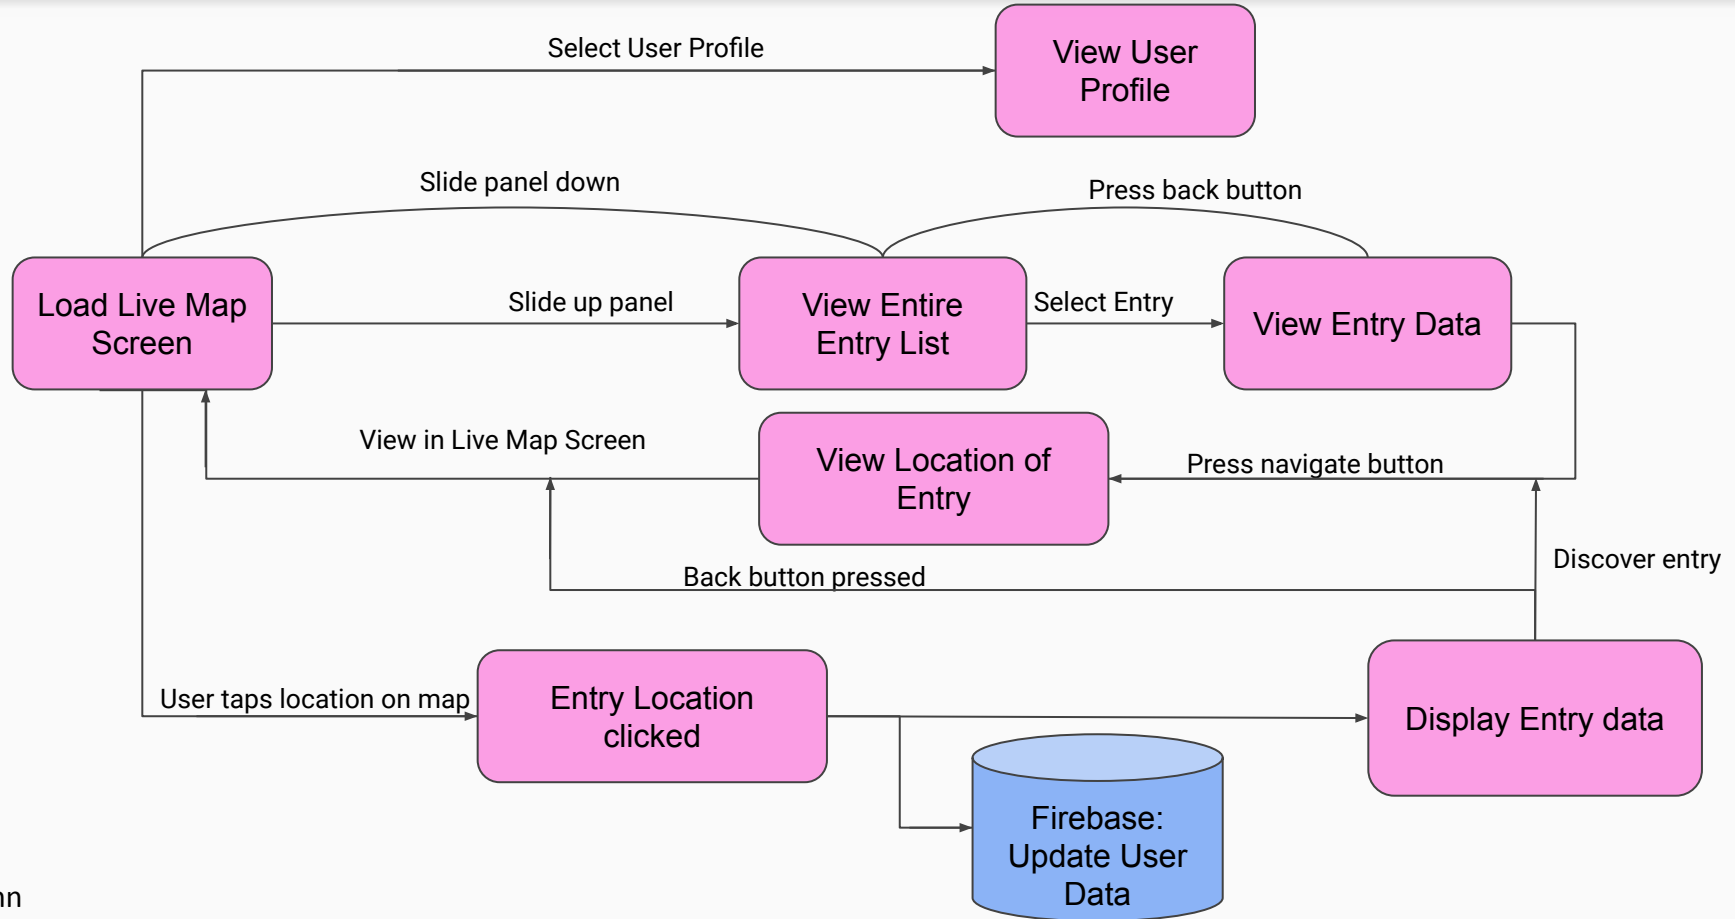 Select User Profile
View User
Profile
Slide panel down
Press back button
Load Live Map
Screen
Slide up panel
View Entire
Entry List
Select Entry
View Entry Data
View in Live Map Screen
View Location of
Entry
Press navigate button
Back button pressed
Discover entry
User taps location on map
Entry Location
clicked
Display Entry data
Firebase:
Update User
Data